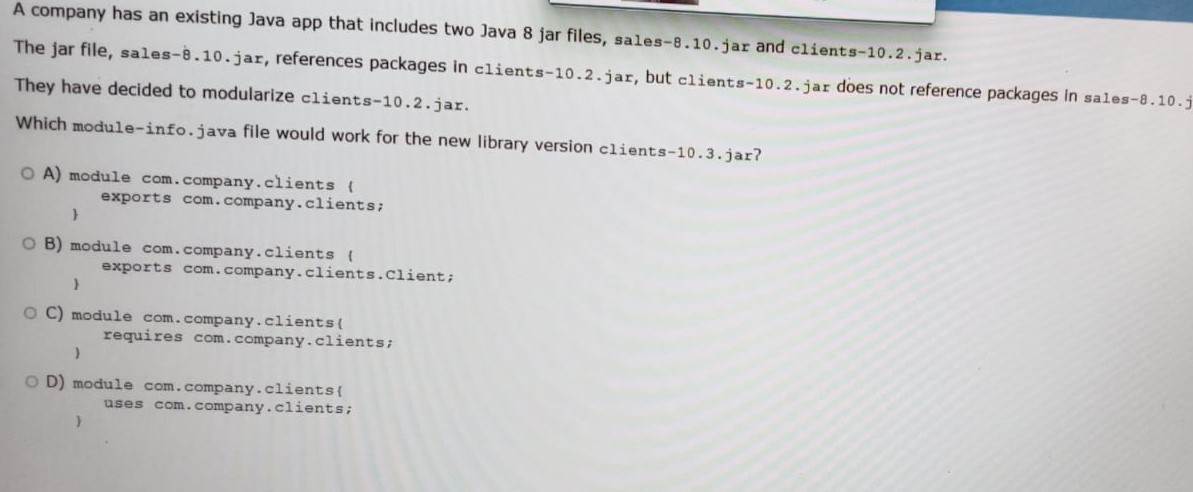 A company has an existing Java app that includes two Java 8 jar files, sales-8.10.jar and clients-10.2.jar.
The jar file, sales-8.10.jar, references packages in clients-10.2.jar, but clients-10.2.jar does not reference packages in sales-8.10.j
They have decided to modularize clients-10.2.jar.
Which module-info.java file would work for the new library version clients-10.3.jar?
A) module com.company.clients {
exports com.company.clients;
}
B) module com.company.clients {
exports com.company.clients.Client;
}
C) module com.company.clients{
requires com.company.clients;
}
D) module com.company.clients{
uses com.company.clients;
}